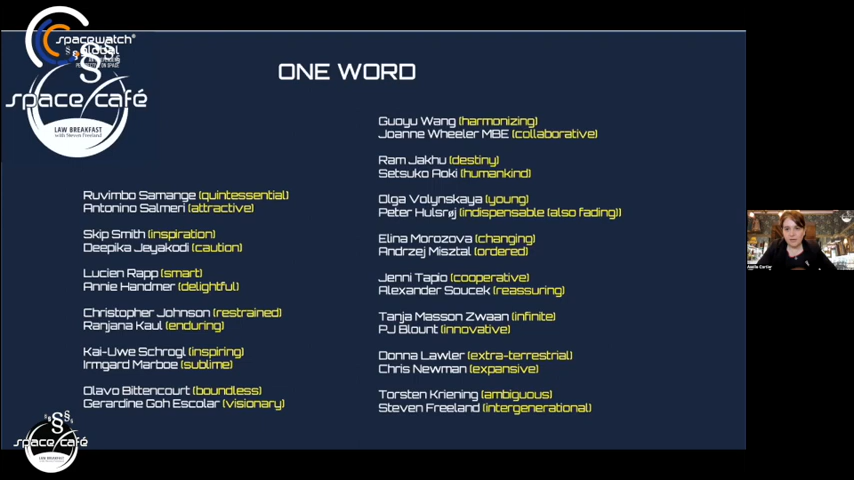 spacewatch®
global
space/café
LAW BREAKFAST
with Steven Freeland
ONE WORD
Ruvimbo Samange (quintessential)
Antonino Salmeri (attractive)
Skip Smith (inspiration)
Deepika Jeyakodi (caution)
Lucien Rapp (smart)
Annie Handmer (delightful)
Christopher Johnson (restrained)
Ranjana Kaul (enduring)
Kai-Uwe Schrogl (inspiring)
Irmgard Marboe (sublime)
Olavo Bittencourt (boundless)
Gerardine Goh Escolar (visionary)
Guoyu Wang (harmonizing)
Joanne Wheeler MBE (collaborative)
Ram Jakhu (destiny)
Setsuko Aoki (humankind)
Olga Volynskaya (young)
Peter Hulsrøj (indispensable (also fading))
Elina Morozova (changing)
Andrzej Misztal (ordered)
Jenni Tapio (cooperative)
Alexander Soucek (reassuring)
Tanja Masson Zwaan (infinite)
PJ Blount (innovative)
Donna Lawler (extra-terrestrial)
Chris Newman (expansive)
Torsten Kriening (ambiguous)
Steven Freeland (intergenerational)
space/café
LAW BREAKFAST